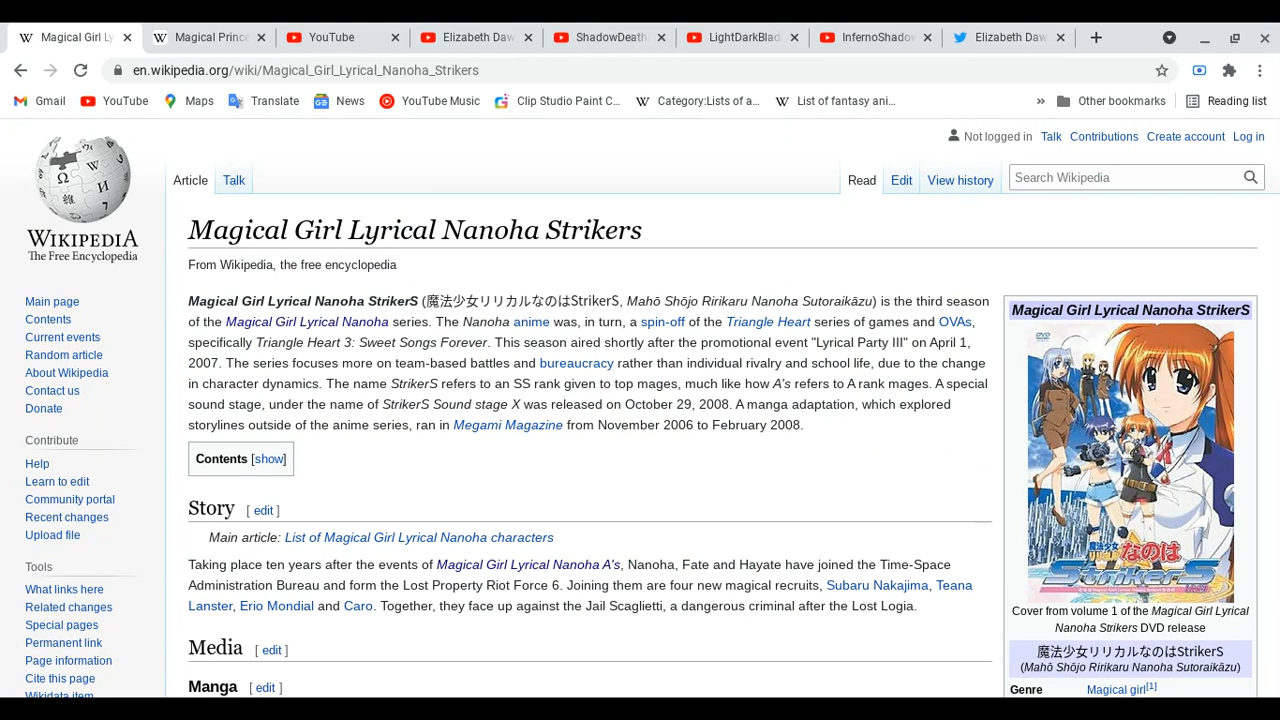 Magical Girl Ly
Magical Prince
YouTube
Elizabeth Daw
ShadowDeath
LightDarkBlad
InfernoShadow
Elizabeth Daw
en.wikipedia.org/wiki/Magical_Girl_Lyrical_Nanoha_Strikers
Gmail
YouTube
Maps
Translate
News
YouTube Music
Clip Studio Paint C...
Category:Lists of a...
List of fantasy ani...
»
Other bookmarks
Reading list
Not logged in Talk Contributions Create account Log in
Article Talk
Read Edit View history
Search Wikipedia
WIKIPEDIA
The Free Encyclopedia
Main page
Contents
Current events
Random article
About Wikipedia
Contact us
Donate
Contribute
Help
Learn to edit
Community portal
Recent changes
Upload file
Tools
What links here
Related changes
Special pages
Permanent link
Page information
Cite this page
Wikidata item
Magical Girl Lyrical Nanoha Strikers
From Wikipedia, the free encyclopedia
Magical Girl Lyrical Nanoha StrikerS (魔法少女リリカルなのはStrikerS, Mahō Shōjo Ririkaru Nanoha Sutoraikāzu) is the third season
of the Magical Girl Lyrical Nanoha series. The Nanoha anime was, in turn, a spin-off of the Triangle Heart series of games and OVAs,
specifically Triangle Heart 3: Sweet Songs Forever. This season aired shortly after the promotional event "Lyrical Party III" on April 1,
2007. The series focuses more on team-based battles and bureaucracy rather than individual rivalry and school life, due to the change
in character dynamics. The name StrikerS refers to an SS rank given to top mages, much like how A's refers to A rank mages. A special
sound stage, under the name of StrikerS Sound stage X was released on October 29, 2008. A manga adaptation, which explored
storylines outside of the anime series, ran in Megami Magazine from November 2006 to February 2008.
Contents [show]
Story [ edit ]
Main article: List of Magical Girl Lyrical Nanoha characters
Taking place ten years after the events of Magical Girl Lyrical Nanoha A's, Nanoha, Fate and Hayate have joined the Time-Space
Administration Bureau and form the Lost Property Riot Force 6. Joining them are four new magical recruits, Subaru Nakajima, Teana
Lanster, Erio Mondial and Caro. Together, they face up against the Jail Scaglietti, a dangerous criminal after the Lost Logia.
Media [ edit ]
Manga [ edit ]
Magical Girl Lyrical Nanoha StrikerS
DVD
魔法少女リリカル
なのは
StrikerS
Cover from volume 1 of the Magical Girl Lyrical
Nanoha Strikers DVD release
魔法少女リリカルなのはStrikerS
(Mahō Shōjo Ririkaru Nanoha Sutoraikāzu)
Genre Magical girl[1]